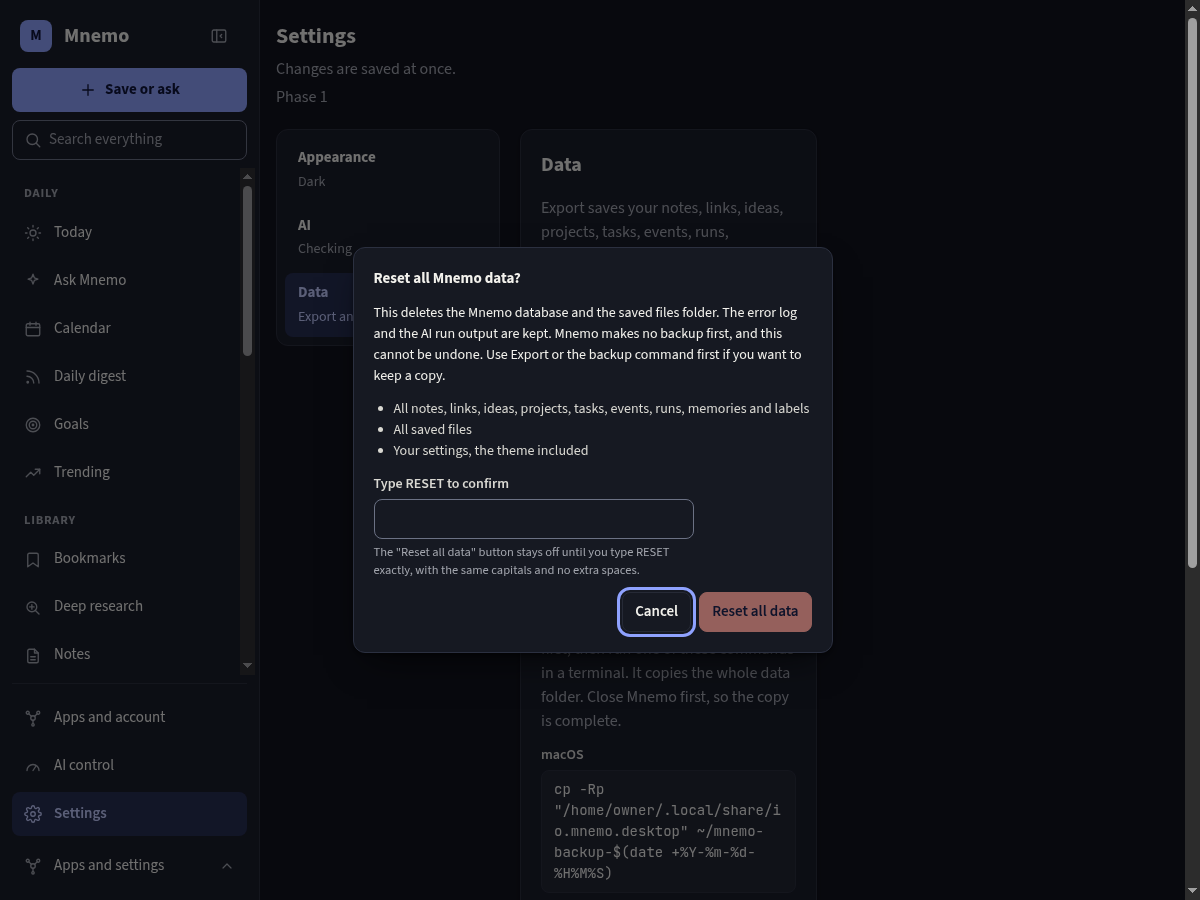 M Mnemo
Save or ask
Search everything
DAILY
Today
Ask Mnemo
Calendar
Daily digest
Goals
Trending
LIBRARY
Bookmarks
Deep research
Notes
Apps and account
AI control
Settings
Apps and settings
Settings
Changes are saved at once.
Phase 1
Appearance
Dark
AI
Checking
Data
Export an
Data
Export saves your notes, links, ideas,
projects, tasks, events, runs,
Reset all Mnemo data?
This deletes the Mnemo database and the saved files folder. The error log
and the AI run output are kept. Mnemo makes no backup first, and this
cannot be undone. Use Export or the backup command first if you want to
keep a copy.
• All notes, links, ideas, projects, tasks, events, runs, memories and labels
• All saved files
• Your settings, the theme included
Type RESET to confirm
The "Reset all data" button stays off until you type RESET
exactly, with the same capitals and no extra spaces.
Cancel
Reset all data
in a terminal. It copies the whole data
folder. Close Mnemo first, so the copy
is complete.
macOS
cp -Rp
"/home/owner/.local/share/i
o.mnemo.desktop" ~/mnemo-
backup-$(date +%Y-%m-%d-
%H%M%S)